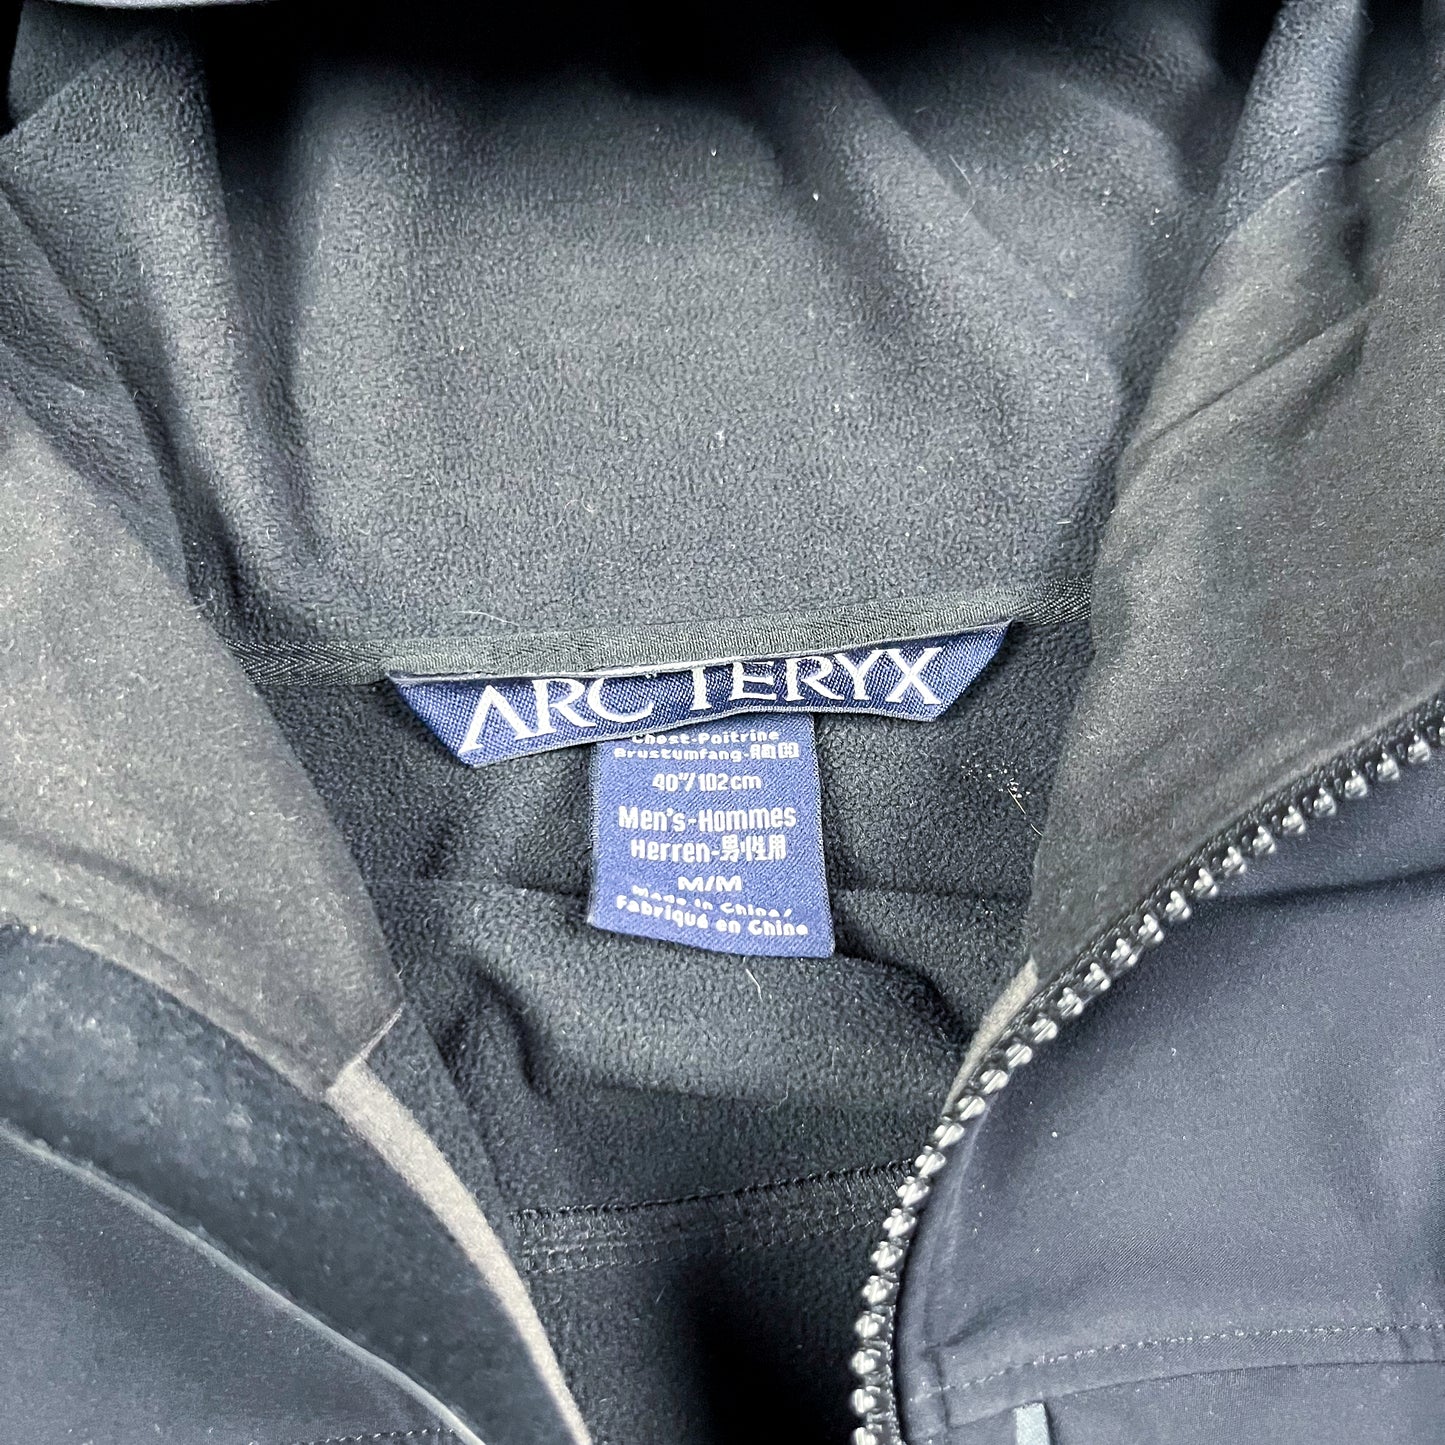 ARC'TERYX
Chest-Poitrine
Brustumfang-胸囲
40"/102cm
Men's-Hommes
Herren-男性用
M/M
Made in China/
Fabriqué en Chine